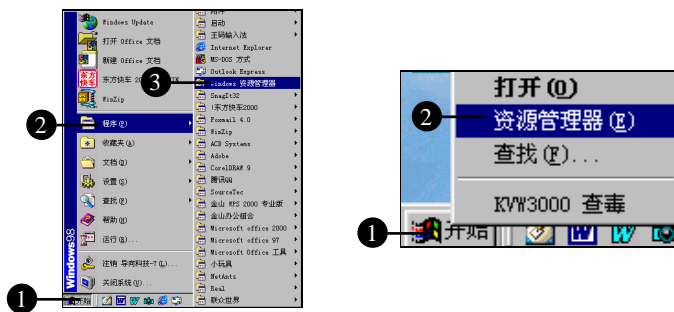 Windows Update
打开 Office 文档
新建 Office 文档
东方快车
WinZip
程序(P)
收藏夹(A)
文档(D)
设置(S)
查找(F)
帮助(H)
运行(R)...
注销 导向科技-T(L)...
关闭系统(U)...
Windows98
开始
附件
启动
王码输入法
Internet Explorer
MS-DOS 方式
Outlook Express
Windows 资源管理器
SnagIt32
!东方快车2000
Foxmail 4.0
WinZip
ACD Systems
Adobe
CorelDRAW 9
腾讯QQ
SourceTec
金山 WPS 2000 专业版
金山办公组合
Microsoft office 2000
Microsoft office 97
Microsoft Office 工具
小玩具
NetAnts
Real
联众世界
1
2
3
打开(O)
资源管理器(E)
查找(F)...
KVW3000 查毒
开始
1
2